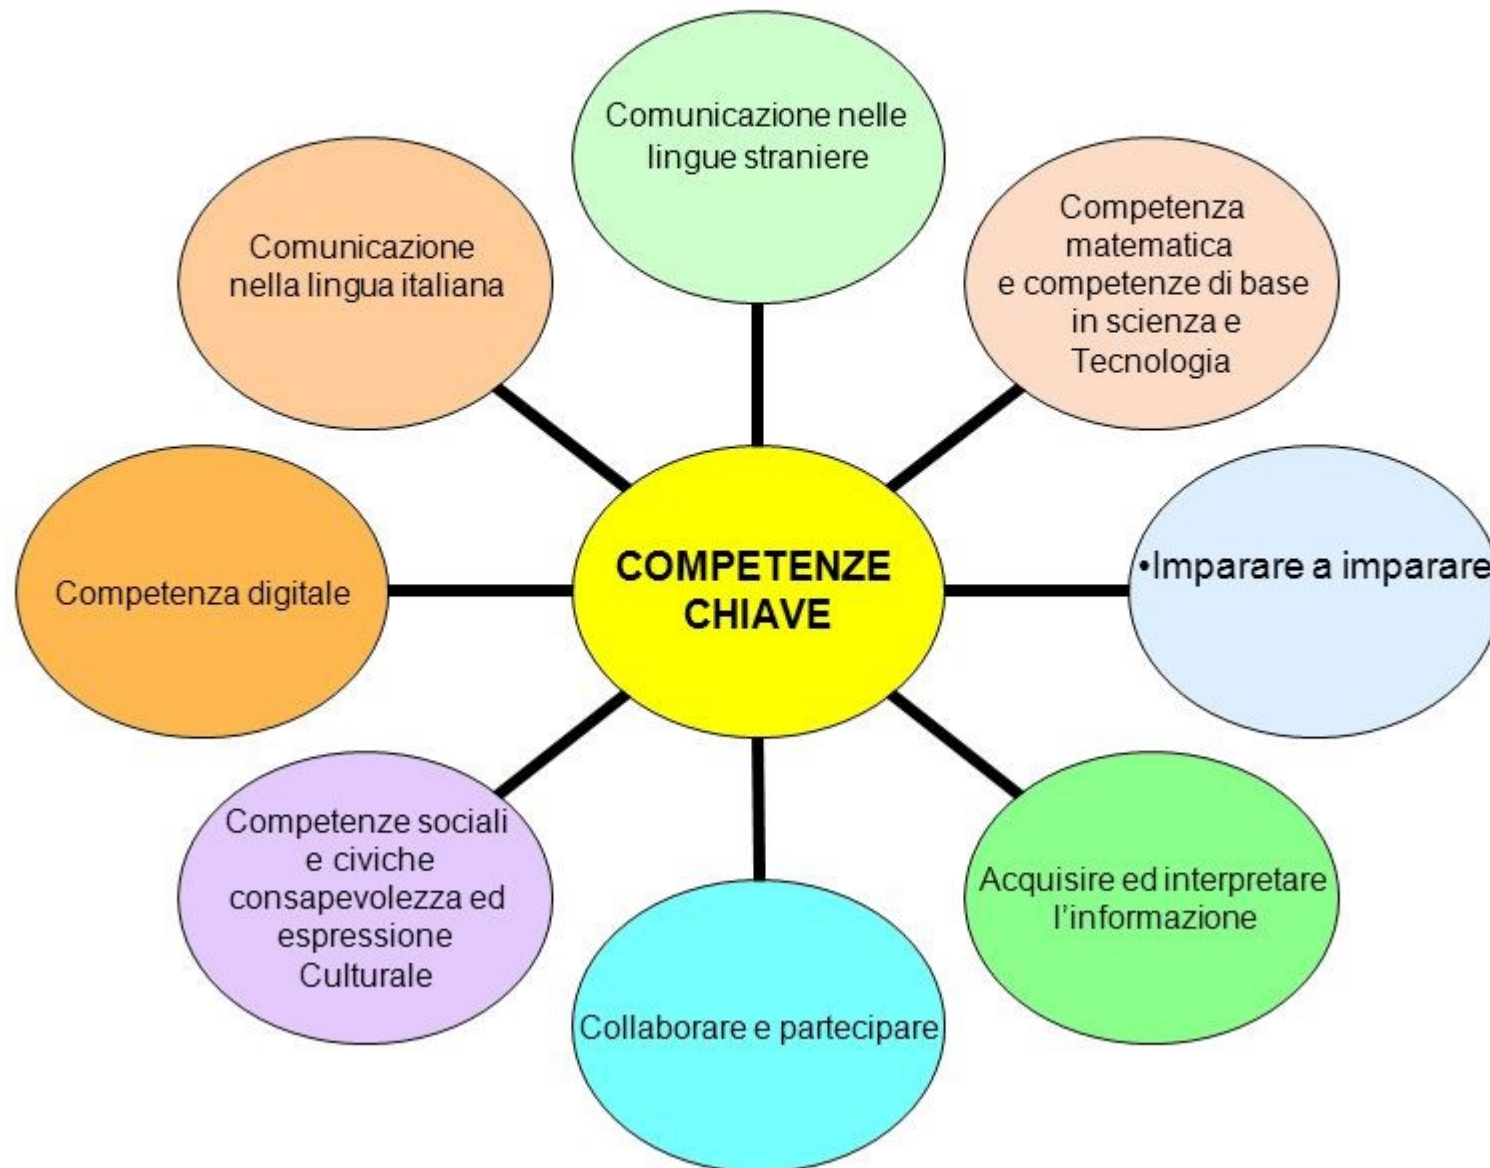 Comunicazione nelle
lingue straniere
Comunicazione
nella lingua italiana
Competenza
matematica
e competenze di base
in scienza e
Tecnologia
Competenza digitale
COMPETENZE
CHIAVE
•Imparare a imparare
Competenze sociali
e civiche
consapevolezza ed
espressione
Culturale
Collaborare e partecipare
Acquisire ed interpretare
l'informazione